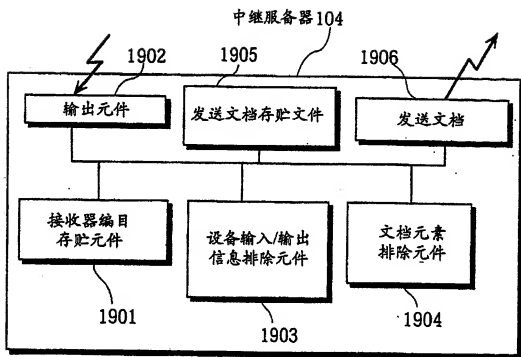 中继服务器104
1902
1905
1906
输出元件
发送文档存贮文件
发送文档
接收器编目
存贮元件
设备输入/输出
信息排除元件
文档元素
排除元件
1901
1903
1904